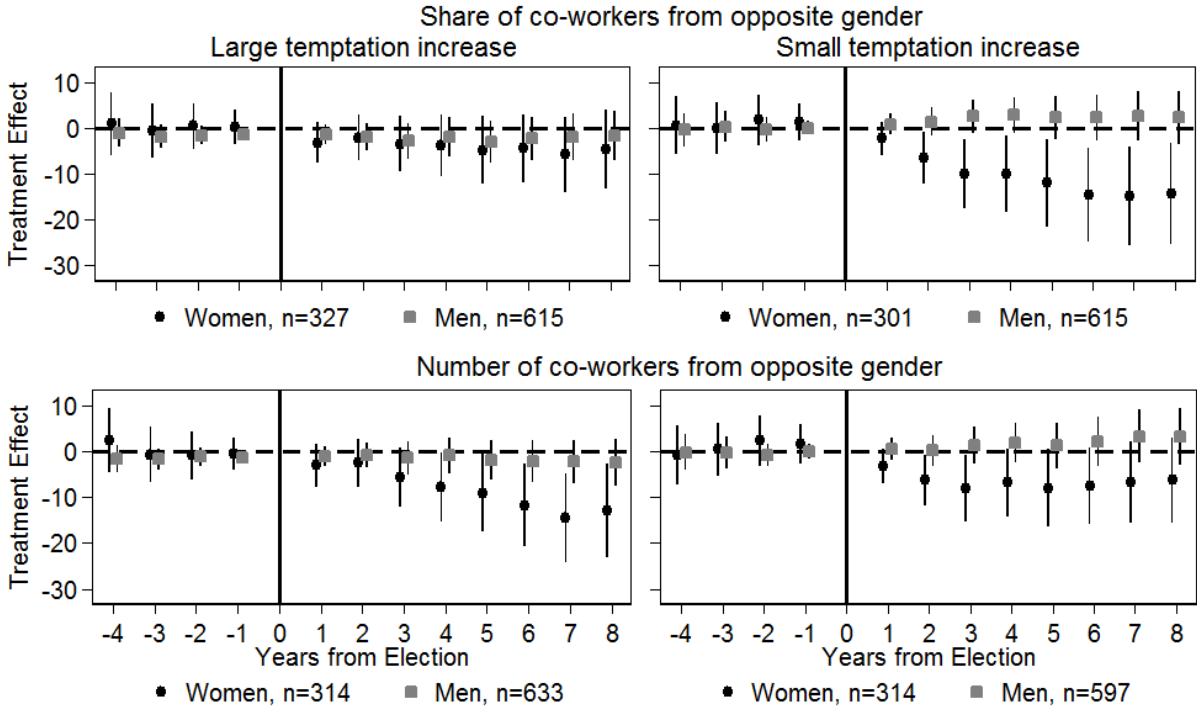 Share of co-workers from opposite gender
Large temptation increase
Small temptation increase
Treatment Effect
10
0
-10
-20
-30
Women, n=327
Men, n=615
Women, n=301
Men, n=615
Number of co-workers from opposite gender
Treatment Effect
10
0
-10
-20
-30
-4 -3 -2 -1 0 1 2 3 4 5 6 7 8
Years from Election
-4 -3 -2 -1 0 1 2 3 4 5 6 7 8
Years from Election
Women, n=314
Men, n=633
Women, n=314
Men, n=597